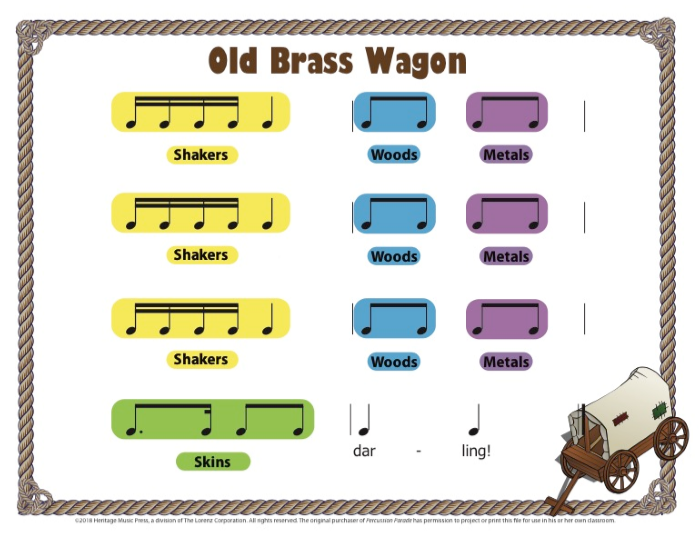 Old Brass Wagon
Shakers Woods Metals
Shakers Woods Metals
Shakers Woods Metals
dar - ling!
Skins
©2018 Heritage Music Press, a division of The Lorenz Corporation. All rights reserved. The original purchaser of Percussion Parade has permission to project or print this file for use in his or her own classroom.